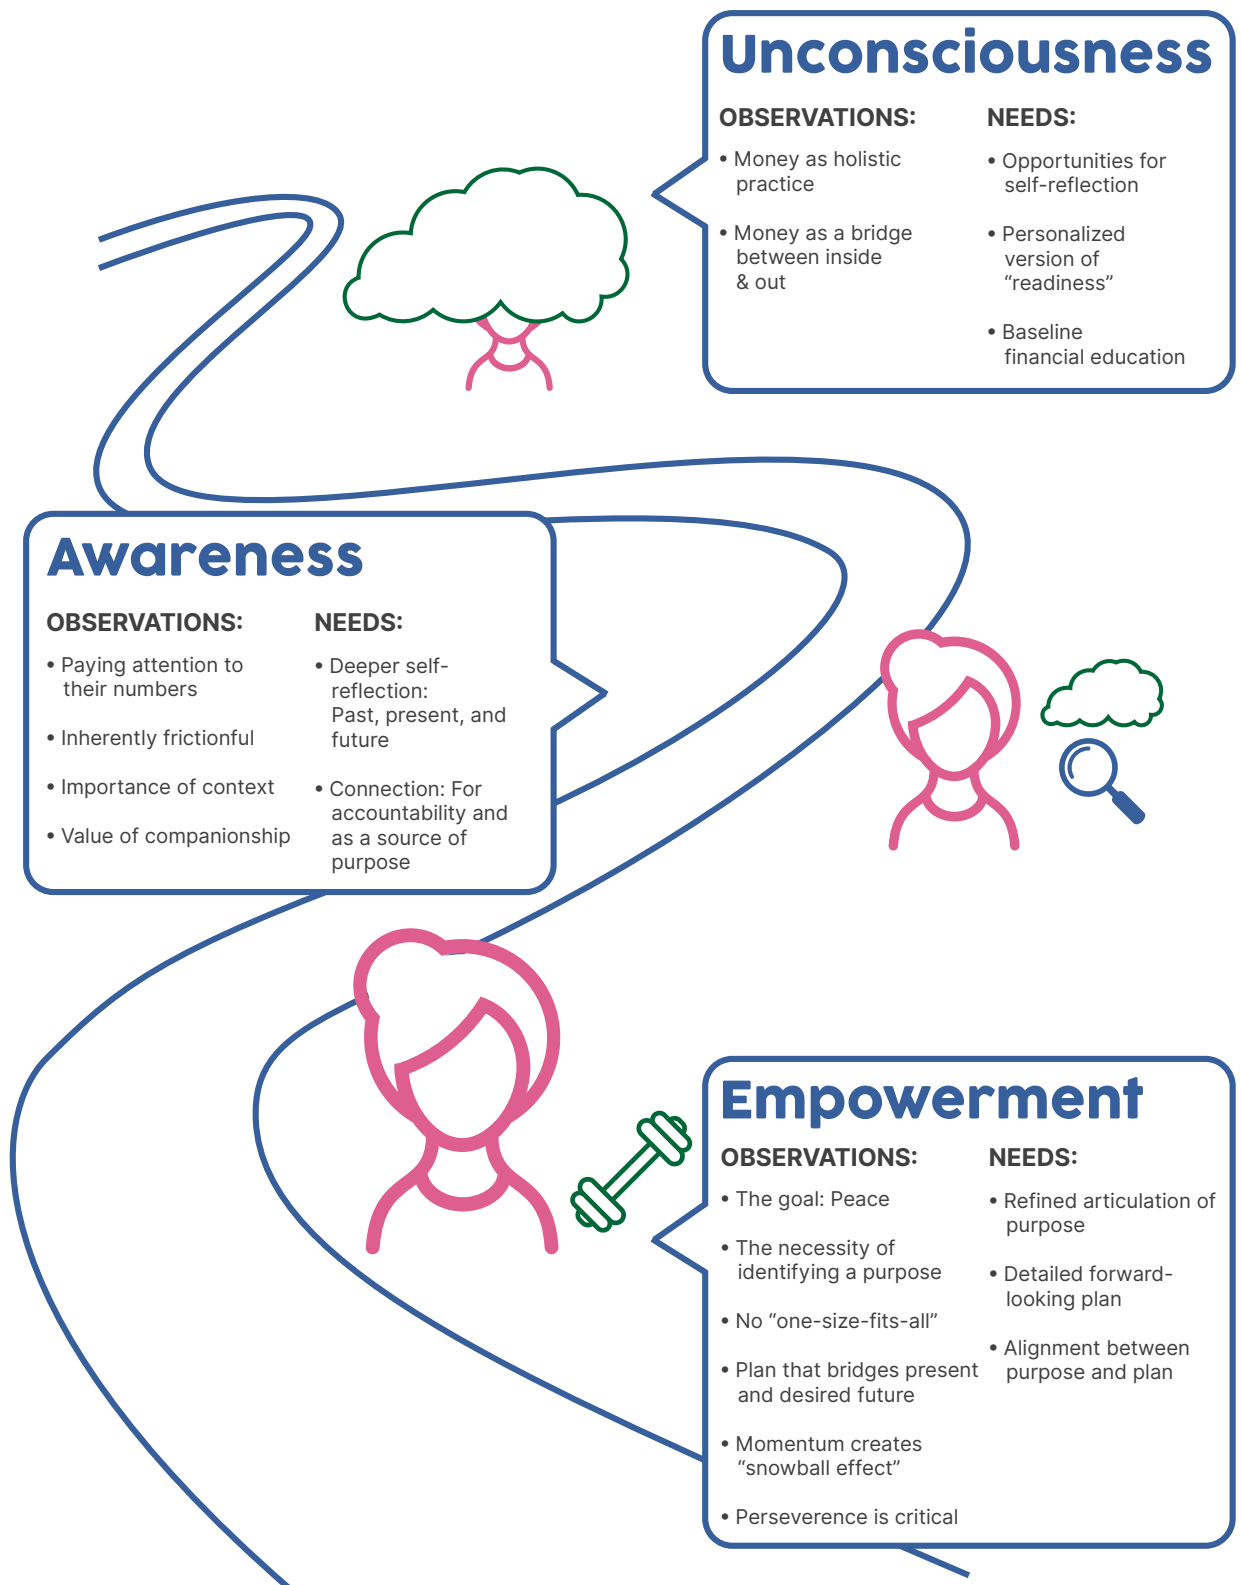 Unconsciousness
OBSERVATIONS:
• Money as holistic
practice
• Money as a bridge
between inside
& out
NEEDS:
• Opportunities for
self-reflection
• Personalized
version of
“readiness”
• Baseline
financial education
Awareness
OBSERVATIONS:
• Paying attention to
their numbers
• Inherently frictionful
• Importance of context
• Value of companionship
NEEDS:
• Deeper self-
reflection:
Past, present, and
future
• Connection: For
accountability and
as a source of
purpose
Empowerment
OBSERVATIONS:
• The goal: Peace
• The necessity of
identifying a purpose
• No “one-size-fits-all”
• Plan that bridges present
and desired future
• Momentum creates
“snowball effect”
• Perseverence is critical
NEEDS:
• Refined articulation of
purpose
• Detailed forward-
looking plan
• Alignment between
purpose and plan